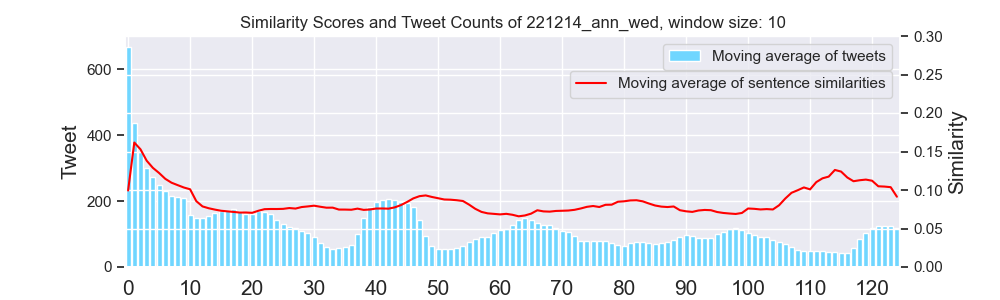 Similarity Scores and Tweet Counts of 221214_ann_wed, window size: 10
Moving average of tweets
Moving average of sentence similarities
Tweet
Similarity
600
400
200
0
0.30
0.25
0.20
0.15
0.10
0.05
0.00
0 10 20 30 40 50 60 70 80 90 100 110 120